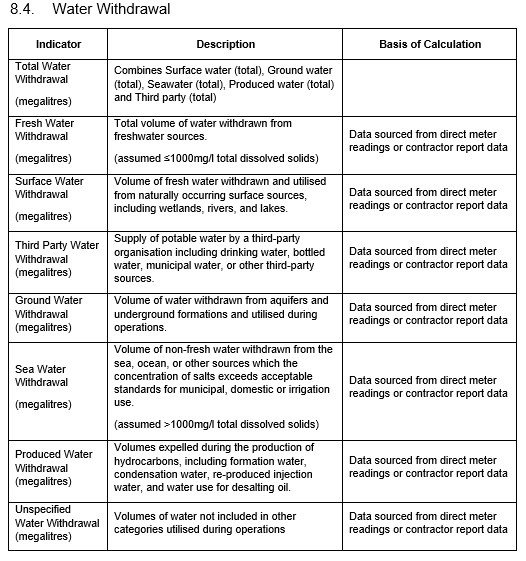 8.4. Water Withdrawal
Indicator
Description
Basis of Calculation
Total Water
Withdrawal
(megalitres)
Combines Surface water (total), Ground water
(total), Seawater (total), Produced water (total)
and Third party (total)
Fresh Water
Withdrawal
(megalitres)
Total volume of water withdrawn from
freshwater sources.
(assumed ≤1000mg/l total dissolved solids)
Data sourced from direct meter
readings or contractor report data
Surface Water
Withdrawal
(megalitres)
Volume of fresh water withdrawn and utilised
from naturally occurring surface sources,
including wetlands, rivers, and lakes.
Data sourced from direct meter
readings or contractor report data
Third Party Water
Withdrawal
(megalitres)
Supply of potable water by a third-party
organisation including drinking water, bottled
water, municipal water, or other third-party
sources.
Data sourced from direct meter
readings or contractor report data
Ground Water
Withdrawal
(megalitres)
Volume of water withdrawn from aquifers and
underground formations and utilised during
operations.
Data sourced from direct meter
readings or contractor report data
Sea Water
Withdrawal
(megalitres)
Volume of non-fresh water withdrawn from the
sea, ocean, or other sources which the
concentration of salts exceeds acceptable
standards for municipal, domestic or irrigation
use.
(assumed >1000mg/l total dissolved solids)
Data sourced from direct meter
readings or contractor report data
Produced Water
Withdrawal
(megalitres)
Volumes expelled during the production of
hydrocarbons, including formation water,
condensation water, re-produced injection
water, and water use for desalting oil.
Data sourced from direct meter
readings or contractor report data
Unspecified
Water Withdrawal
(megalitres)
Volumes of water not included in other
categories utilised during operations
Data sourced from direct meter
readings or contractor report data